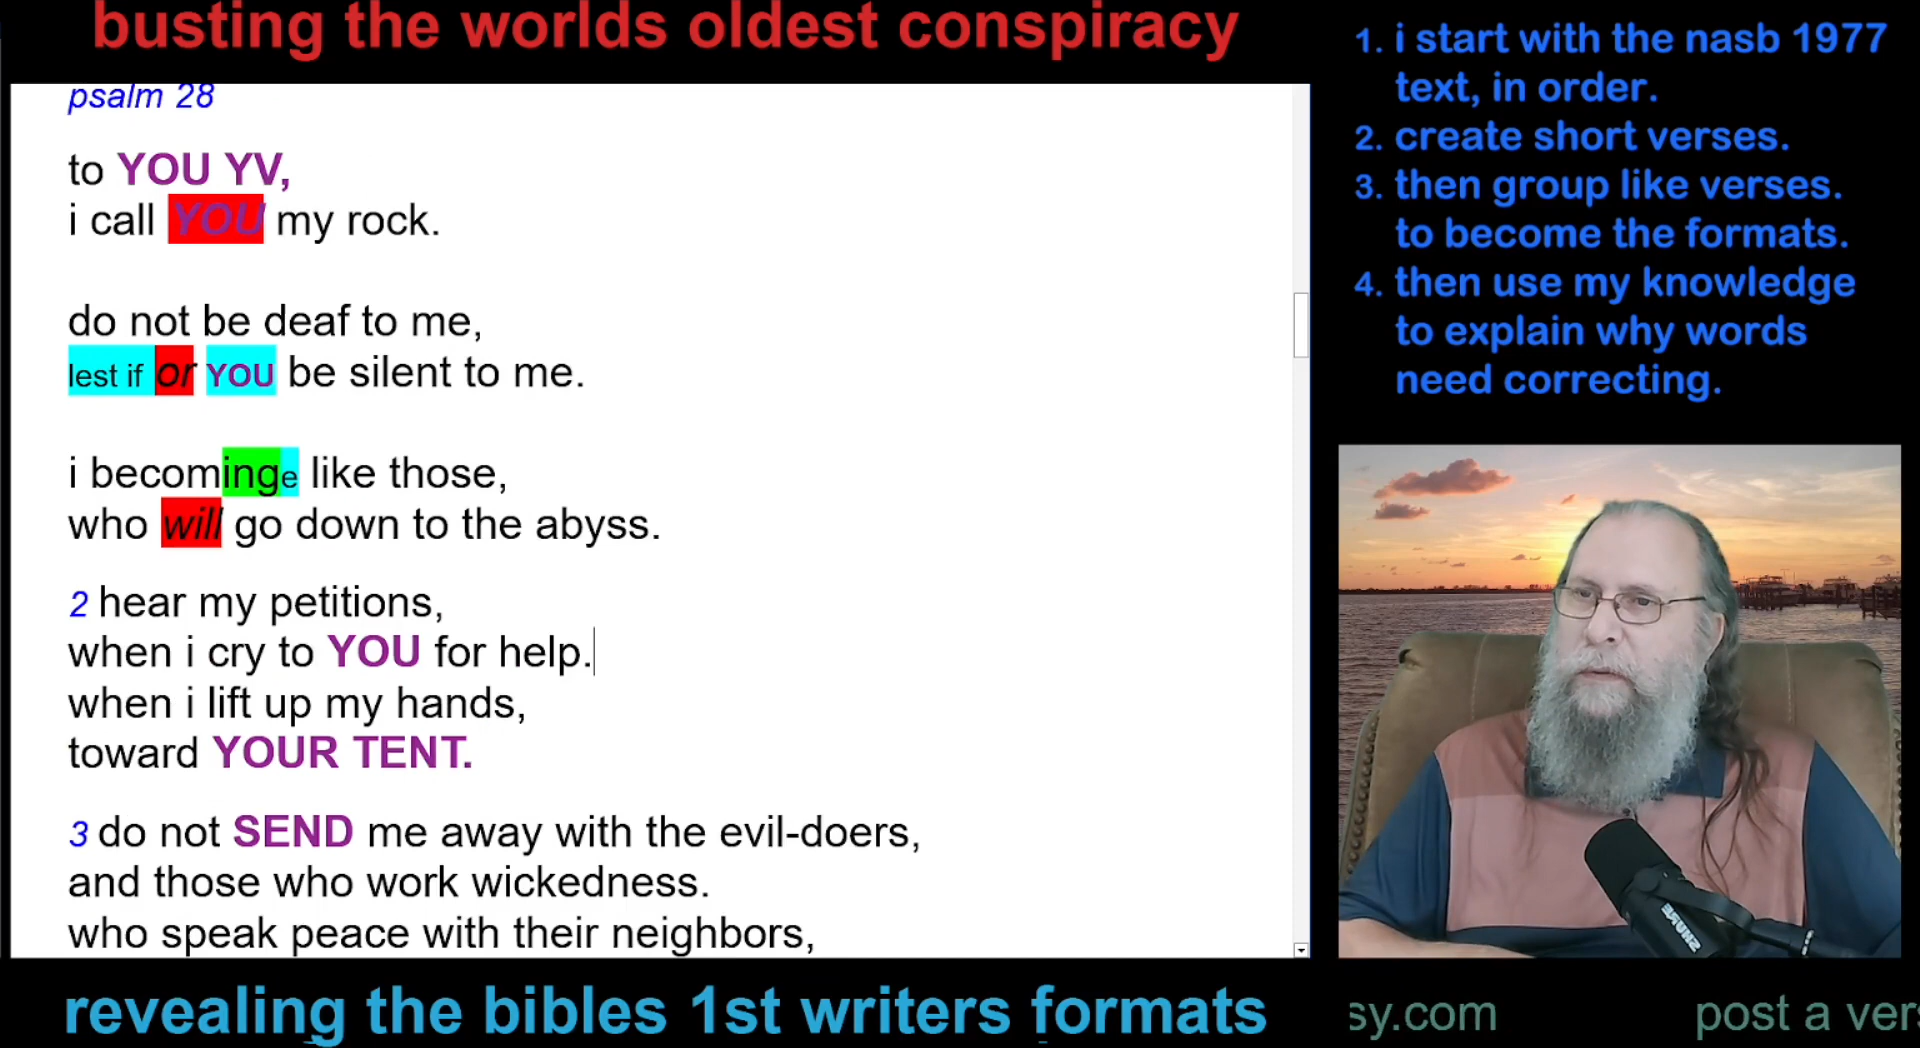 busting the worlds oldest conspiracy
psalm 28
to YOU YV,
i call YOU my rock.
do not be deaf to me,
lest if or YOU be silent to me.
i becominge like those,
who will go down to the abyss.
2 hear my petitions,
when i cry to YOU for help.
when i lift up my hands,
toward YOUR TENT.
3 do not SEND me away with the evil-doers,
and those who work wickedness.
who speak peace with their neighbors,
1. i start with the nasb 1977
text, in order.
2. create short verses.
3. then group like verses.
to become the formats.
4. then use my knowledge
to explain why words
need correcting.
SHURE
revealing the bibles 1st writers formats
sy.com post a ver